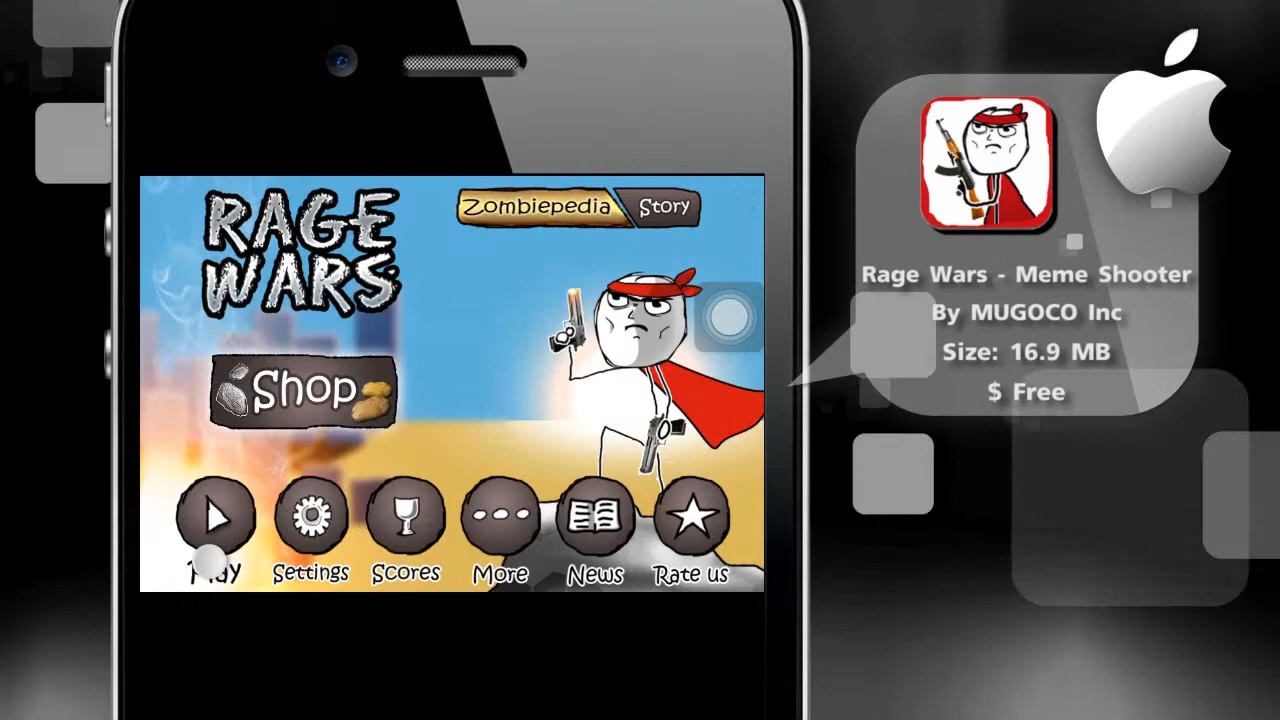 RAGE
WARS
Zombiepedia
Story
Shop
Play
Settings
Scores
More
News
Rate us
Rage Wars - Meme Shooter
By MUGOCO Inc
Size: 16.9 MB
$ Free